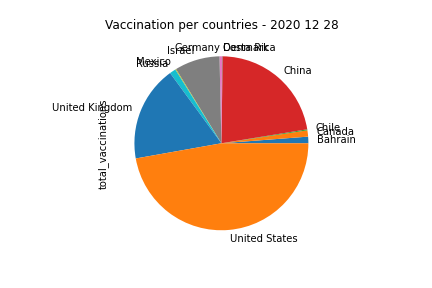 Vaccination per countries - 2020 12 28
Germany
Denmark
Costa Rica
Israel
Mexico
Russia
China
United Kingdom
Chile
Canada
Bahrain
total_vaccinations
United States